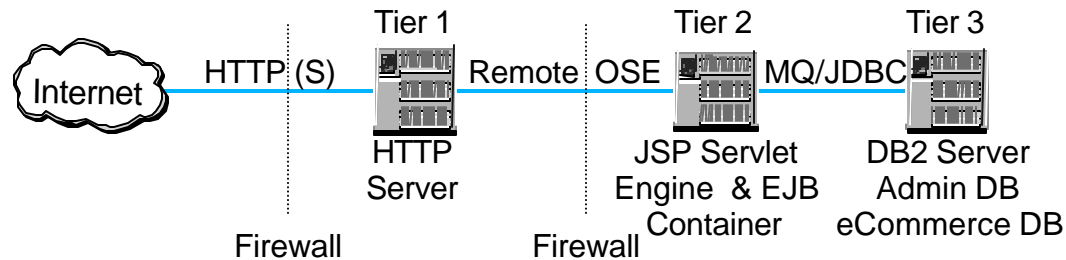 Tier 1
Tier 2
Tier 3
Internet
HTTP (S)
Remote OSE
MQ/JDBC
HTTP
Server
JSP Servlet
Engine & EJB
Container
DB2 Server
Admin DB
eCommerce DB
Firewall
Firewall